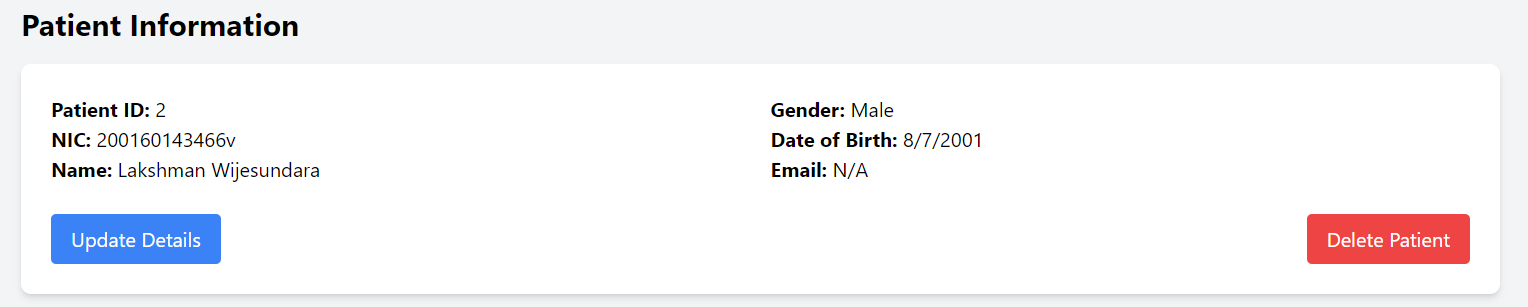 Patient Information
Patient ID: 2
NIC: 200160143466v
Name: Lakshman Wijesundara
Gender: Male
Date of Birth: 8/7/2001
Email: N/A
Update Details
Delete Patient